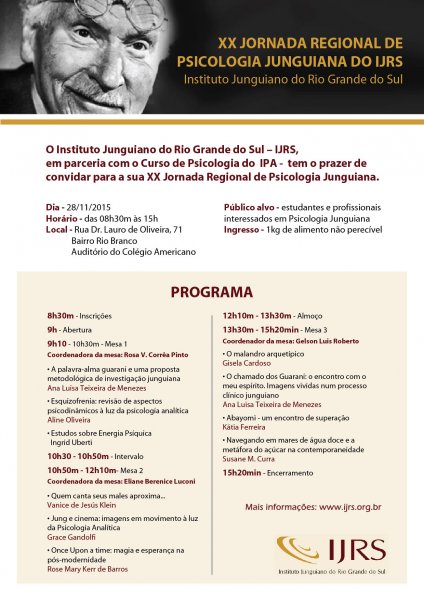 XX JORNADA REGIONAL DE
PSICOLOGIA JUNGUIANA DO IJRS
Instituto Junguiano do Rio Grande do Sul
O Instituto Junguiano do Rio Grande do Sul – IJRS,
em parceria com o Curso de Psicologia do IPA - tem o prazer de
convidar para a sua XX Jornada Regional de Psicologia Junguiana.
Dia - 28/11/2015
Horário - das 08h30m às 15h
Local - Rua Dr. Lauro de Oliveira, 71
Bairro Rio Branco
Auditório do Colégio Americano
Público alvo - estudantes e profissionais
interessados em Psicologia Junguiana
Ingresso - 1kg de alimento não perecível
PROGRAMA
8h30m - Inscrições
9h - Abertura
9h10 - 10h30m - Mesa 1
Coordenadora da mesa: Rosa V. Corrêa Pinto
• A palavra-alma guarani e uma proposta
metodológica de investigação junguiana
Ana Luisa Teixeira de Menezes
• Esquizofrenia: revisão de aspectos
psicodinâmicos à luz da psicologia analítica
Aline Oliveira
• Estudos sobre Energia Psíquica
Ingrid Uberti
10h30 - 10h50m - Intervalo
10h50m - 12h10m- Mesa 2
Coordenadora da mesa: Eliane Berenice Luconi
• Quem canta seus males aproxima...
Vanice de Jesús Klein
• Jung e cinema: imagens em movimento à luz
da Psicologia Analítica
Grace Gandolfi
• Once Upon a time: magia e esperança na
pós-modernidade
Rose Mary Kerr de Barros
12h10m - 13h30m - Almoço
13h30m - 15h20min - Mesa 3
Coordenador da mesa: Gelson Luis Roberto
• O malandro arquetípico
Gisela Cardoso
• O chamado dos Guarani: o encontro com o
meu espírito. Imagens vividas num processo
clínico junguiano
Ana Luisa Teixeira de Menezes
• Abayomi - um encontro de superação
Kátia Ferreira
• Navegando em mares de água doce e a
metáfora do açúcar na contemporaneidade
Susane M. Curra
15h20min - Encerramento
Mais informações: www.ijrs.org.br
IJRS
Instituto Junguiano do Rio Grande do Sul